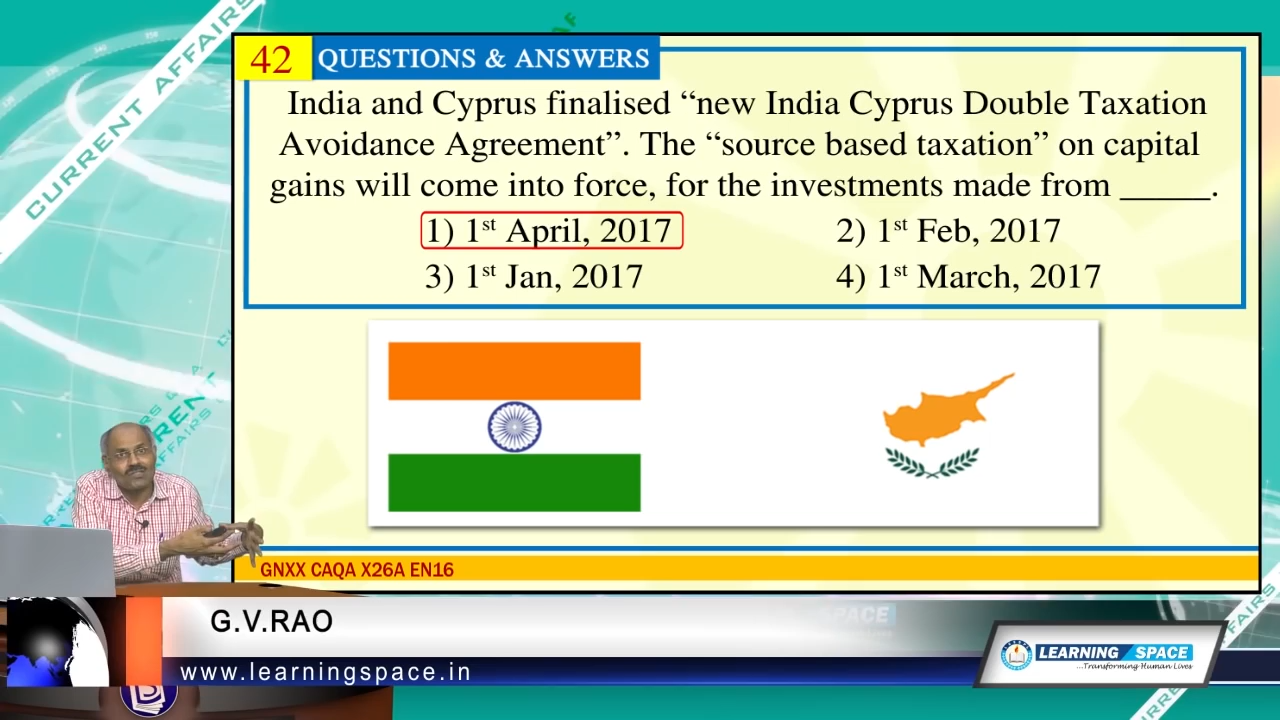 CURRENT AFFAIRS
42 QUESTIONS & ANSWERS
India and Cyprus finalised “new India Cyprus Double Taxation
Avoidance Agreement”. The “source based taxation” on capital
gains will come into force, for the investments made from _____.
1) 1st April, 2017 2) 1st Feb, 2017
3) 1st Jan, 2017 4) 1st March, 2017
GNXX CAQA X26A EN16
G.V.RAO
SPACE
www.learningspace.in
LEARNING SPACE
...Transforming Human Lives